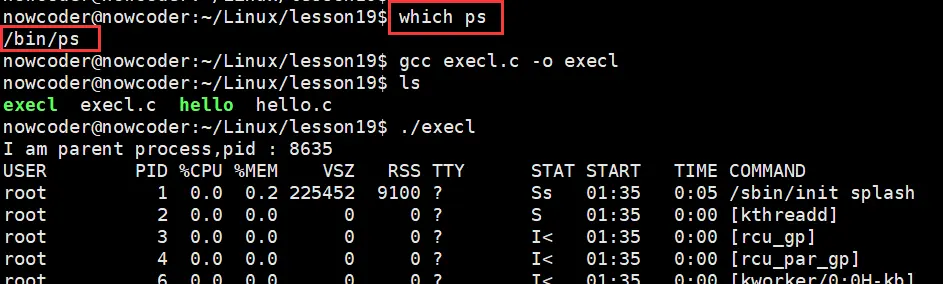 nowcoder@nowcoder:~/Linux/lesson19$ which ps
/bin/ps
nowcoder@nowcoder:~/Linux/lesson19$ gcc execl.c -o execl
nowcoder@nowcoder:~/Linux/lesson19$ ls
execl  execl.c  hello  hello.c
nowcoder@nowcoder:~/Linux/lesson19$ ./execl
I am parent process,pid : 8635
USER       PID %CPU %MEM    VSZ   RSS TTY      STAT START   TIME COMMAND
root         1  0.0  0.2 225452  9100 ?        Ss   01:35   0:05 /sbin/init splash
root         2  0.0  0.0      0     0 ?        S    01:35   0:00 [kthreadd]
root         3  0.0  0.0      0     0 ?        I<   01:35   0:00 [rcu_gp]
root         4  0.0  0.0      0     0 ?        I<   01:35   0:00 [rcu_par_gp]
root         6  0.0  0.0      0     0 ?        I<   01:35   0:00 [kworker/0:0H-kb]